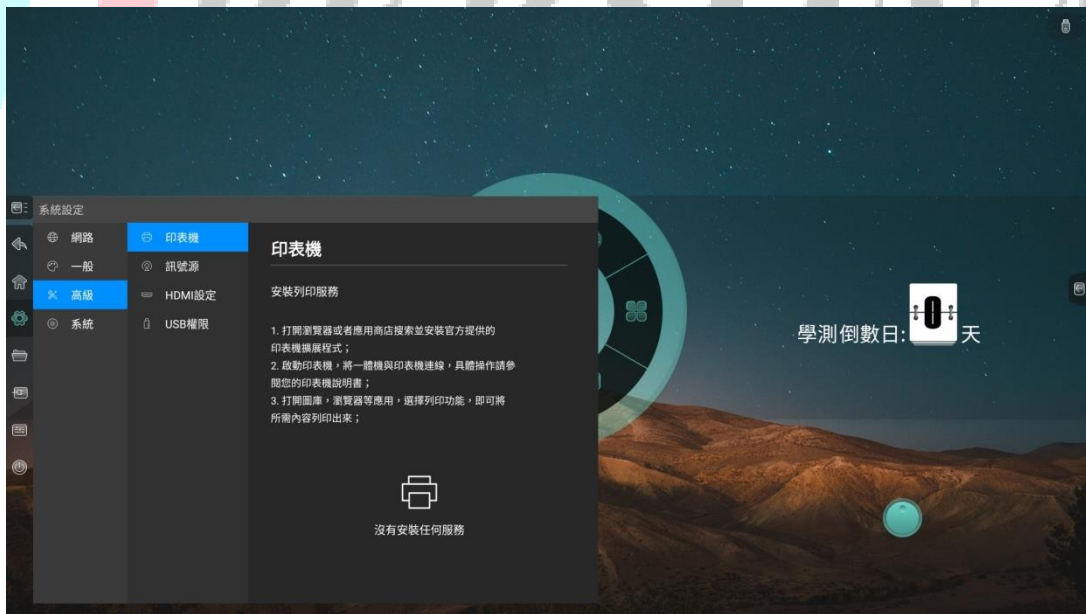 系統設定
網路
一般
高級
系統
印表機
訊號源
HDMI設定
USB權限
印表機
安裝列印服務
1. 打開瀏覽器或者應用商店搜索並安裝官方提供的
印表機擴展程式；
2. 啟動印表機，將一體機與印表機連線，具體操作請參
閱您的印表機說明書；
3. 打開圖庫，瀏覽器等應用，選擇列印功能，即可將
所需內容列印出來；
沒有安裝任何服務
學測倒數日: 0 天